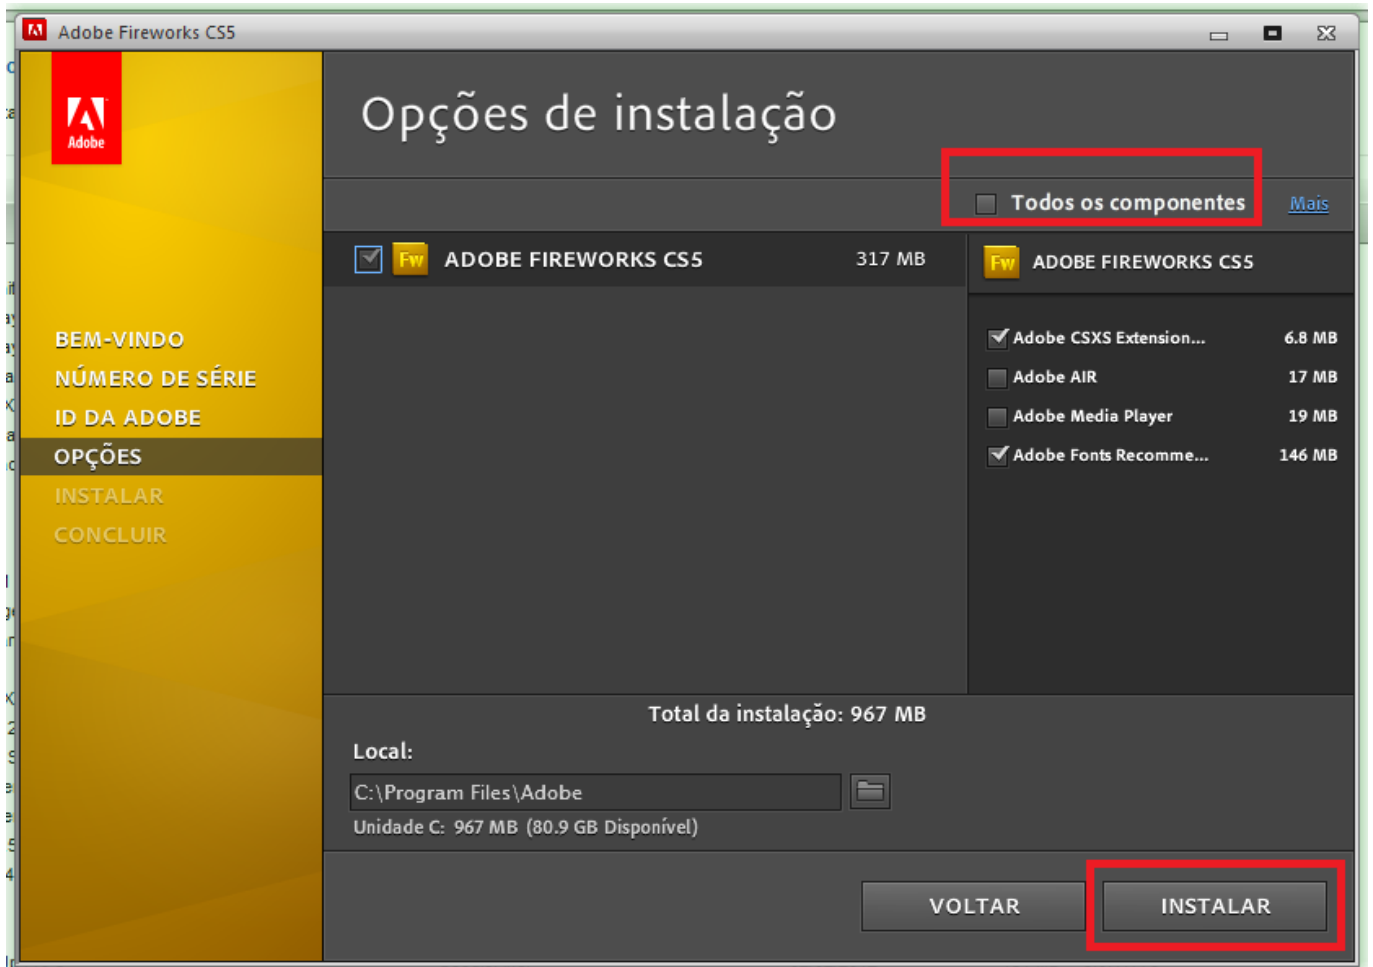 Adobe Fireworks CS5
Adobe
Opções de instalação
Todos os componentes Mais
Fw ADOBE FIREWORKS CS5 317 MB
Fw ADOBE FIREWORKS CS5
Adobe CSXS Extension... 6.8 MB
Adobe AIR 17 MB
Adobe Media Player 19 MB
Adobe Fonts Recomme... 146 MB
BEM-VINDO
NÚMERO DE SÉRIE
ID DA ADOBE
OPÇÕES
INSTALAR
CONCLUIR
Total da instalação: 967 MB
Local:
C:\Program Files\Adobe
Unidade C: 967 MB (80.9 GB Disponível)
VOLTAR INSTALAR